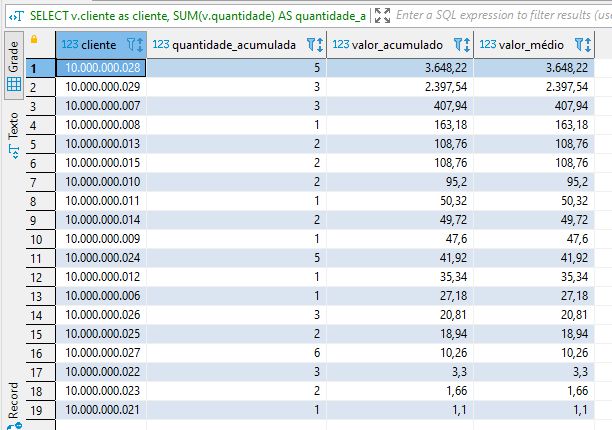 SELECT v.cliente as cliente, SUM(v.quantidade) AS quantidade_a Enter a SQL expression to filter results (us
Grade
Texto
Record
123 cliente 123 quantidade_acumulada 123 valor_acumulado 123 valor_médio
1 10.000.000.028 5 3.648,22 3.648,22
2 10.000.000.029 3 2.397,54 2.397,54
3 10.000.000.007 3 407,94 407,94
4 10.000.000.008 1 163,18 163,18
5 10.000.000.013 2 108,76 108,76
6 10.000.000.015 2 108,76 108,76
7 10.000.000.010 2 95,2 95,2
8 10.000.000.011 1 50,32 50,32
9 10.000.000.014 2 49,72 49,72
10 10.000.000.009 1 47,6 47,6
11 10.000.000.024 5 41,92 41,92
12 10.000.000.012 1 35,34 35,34
13 10.000.000.006 1 27,18 27,18
14 10.000.000.026 3 20,81 20,81
15 10.000.000.025 2 18,94 18,94
16 10.000.000.027 6 10,26 10,26
17 10.000.000.022 3 3,3 3,3
18 10.000.000.023 2 1,66 1,66
19 10.000.000.021 1 1,1 1,1